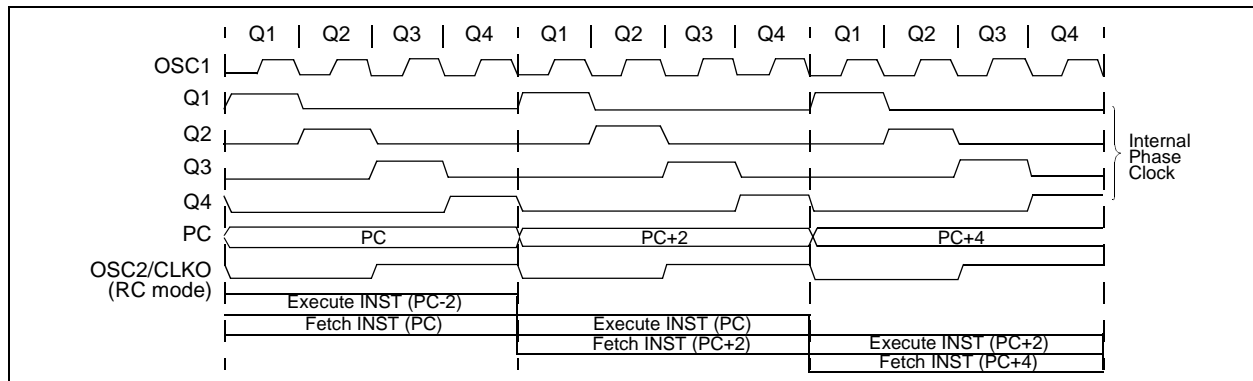 Q1 Q2 Q3 Q4 Q1 Q2 Q3 Q4 Q1 Q2 Q3 Q4
OSC1
Q1
Q2
Q3
Q4
Internal
Phase
Clock
PC PC PC+2 PC+4
OSC2/CLKO
(RC mode)
Execute INST (PC-2)
Fetch INST (PC) Execute INST (PC)
Fetch INST (PC+2) Execute INST (PC+2)
Fetch INST (PC+4)